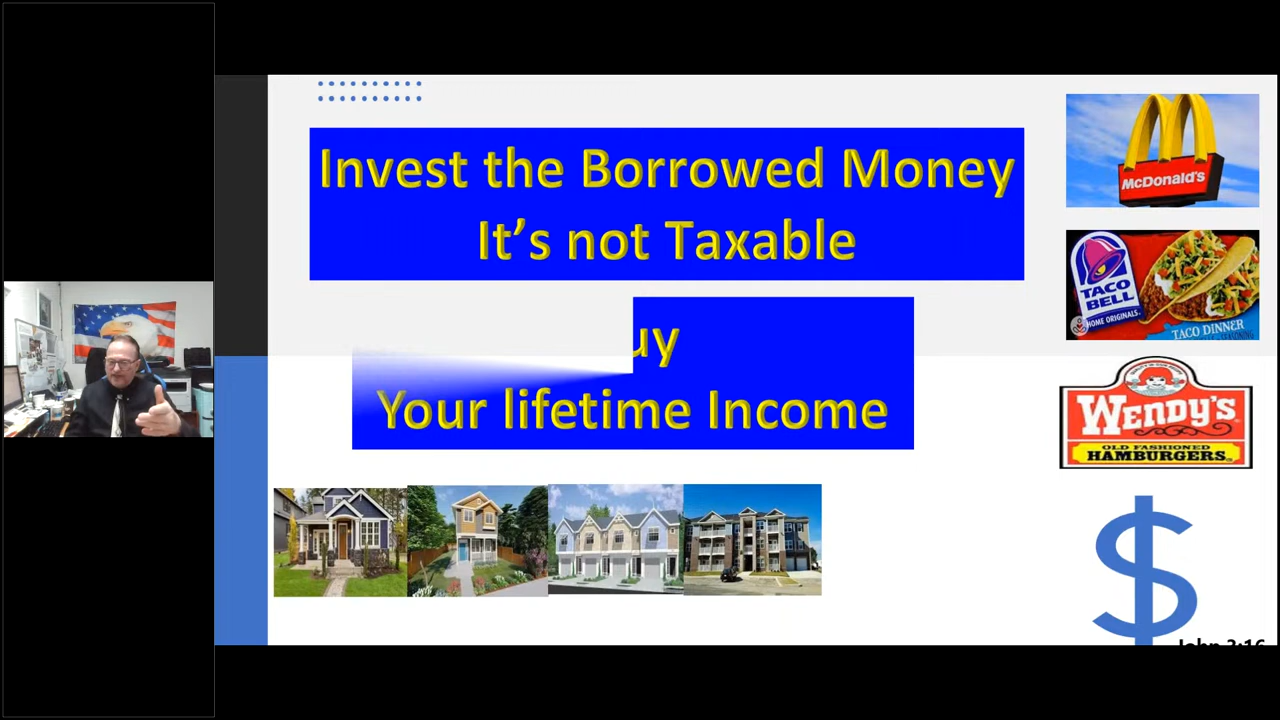 Invest the Borrowed Money
It's not Taxable
uy
Your lifetime Income
McDonald's
TACO
BELL
HOME ORIGINALS.
TACO DINNER
WENDY'S
OLD FASHIONED
HAMBURGERS
$